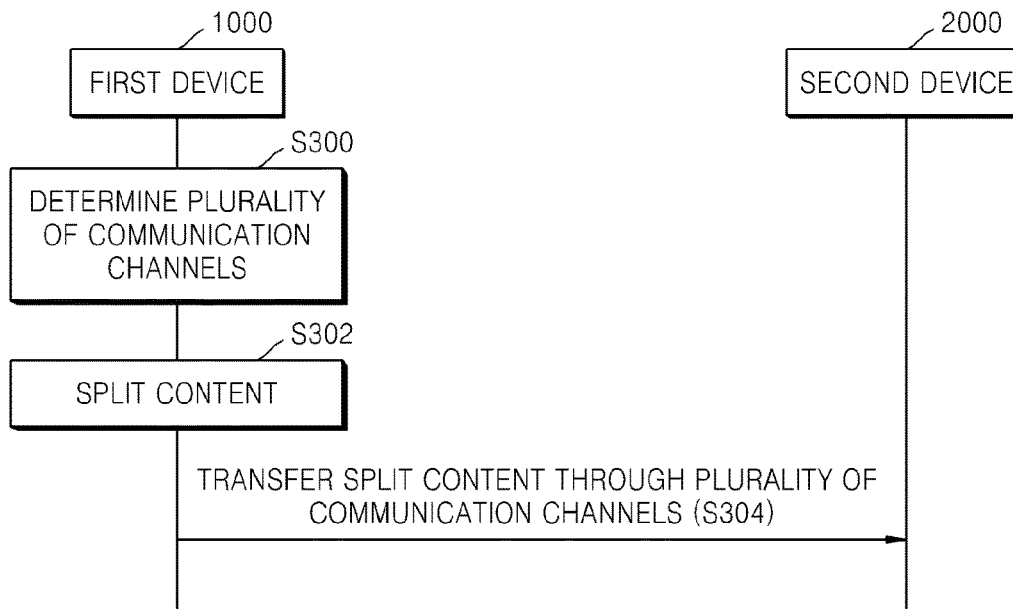 1000
2000
FIRST DEVICE
SECOND DEVICE
S300
DETERMINE PLURALITY
OF COMMUNICATION
CHANNELS
S302
SPLIT CONTENT
TRANSFER SPLIT CONTENT THROUGH PLURALITY OF
COMMUNICATION CHANNELS (S304)